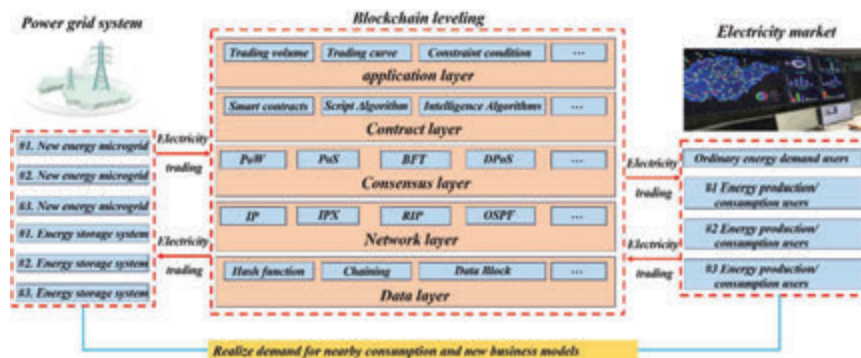 Power grid system
Blockchain leveling
Electricity market
Trading volume
Trading curve
Constraint condition
...
application layer
Smart contracts
Script Algorithm
Intelligence Algorithms
...
Contract layer
PoW
PoS
BFT
DPoS
...
Consensus layer
IP
IPX
RIP
OSPF
...
Network layer
Hash function
Chaining
Data Block
...
Data layer
#1. New energy microgrid
#2. New energy microgrid
#3. New energy microgrid
#1. Energy storage system
#2. Energy storage system
#3. Energy storage system
Electricity
trading
Electricity
trading
Electricity
trading
Electricity
trading
Ordinary energy demand users
#1 Energy production/
consumption users
#2 Energy production/
consumption users
#3 Energy production/
consumption users
Realize demand for nearby consumption and new business models